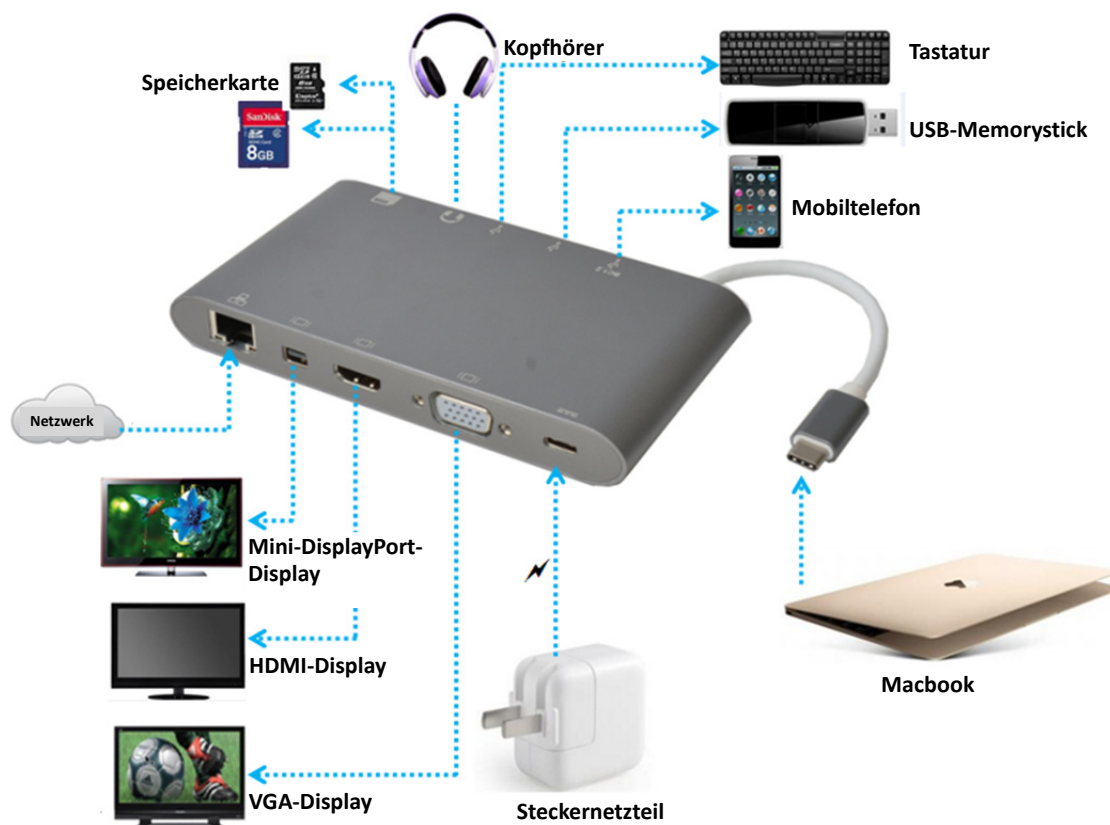 Kopfhörer
Tastatur
Speicherkarte
SanDisk
8GB
USB-Memorystick
Mobiltelefon
Netzwerk
Mini-DisplayPort-
Display
HDMI-Display
Macbook
VGA-Display
Steckernetzteil